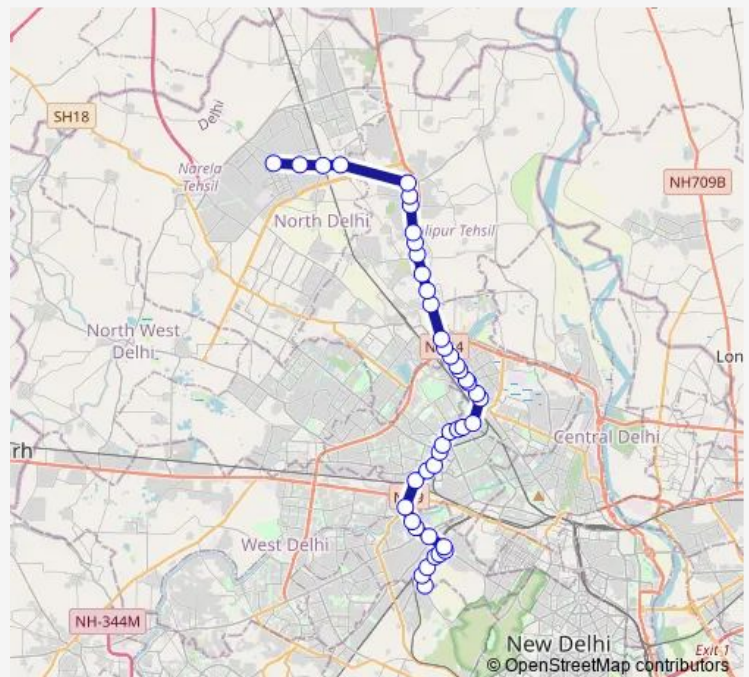 SH18
Delhi
Narela
Tehsil
NH709B
North Delhi
lipur Tehsil
North West
Delhi
Lon
Central Delhi
rh
West Delhi
NH-344M
New Delhi
Exit 1
© OpenStreetMap contributors